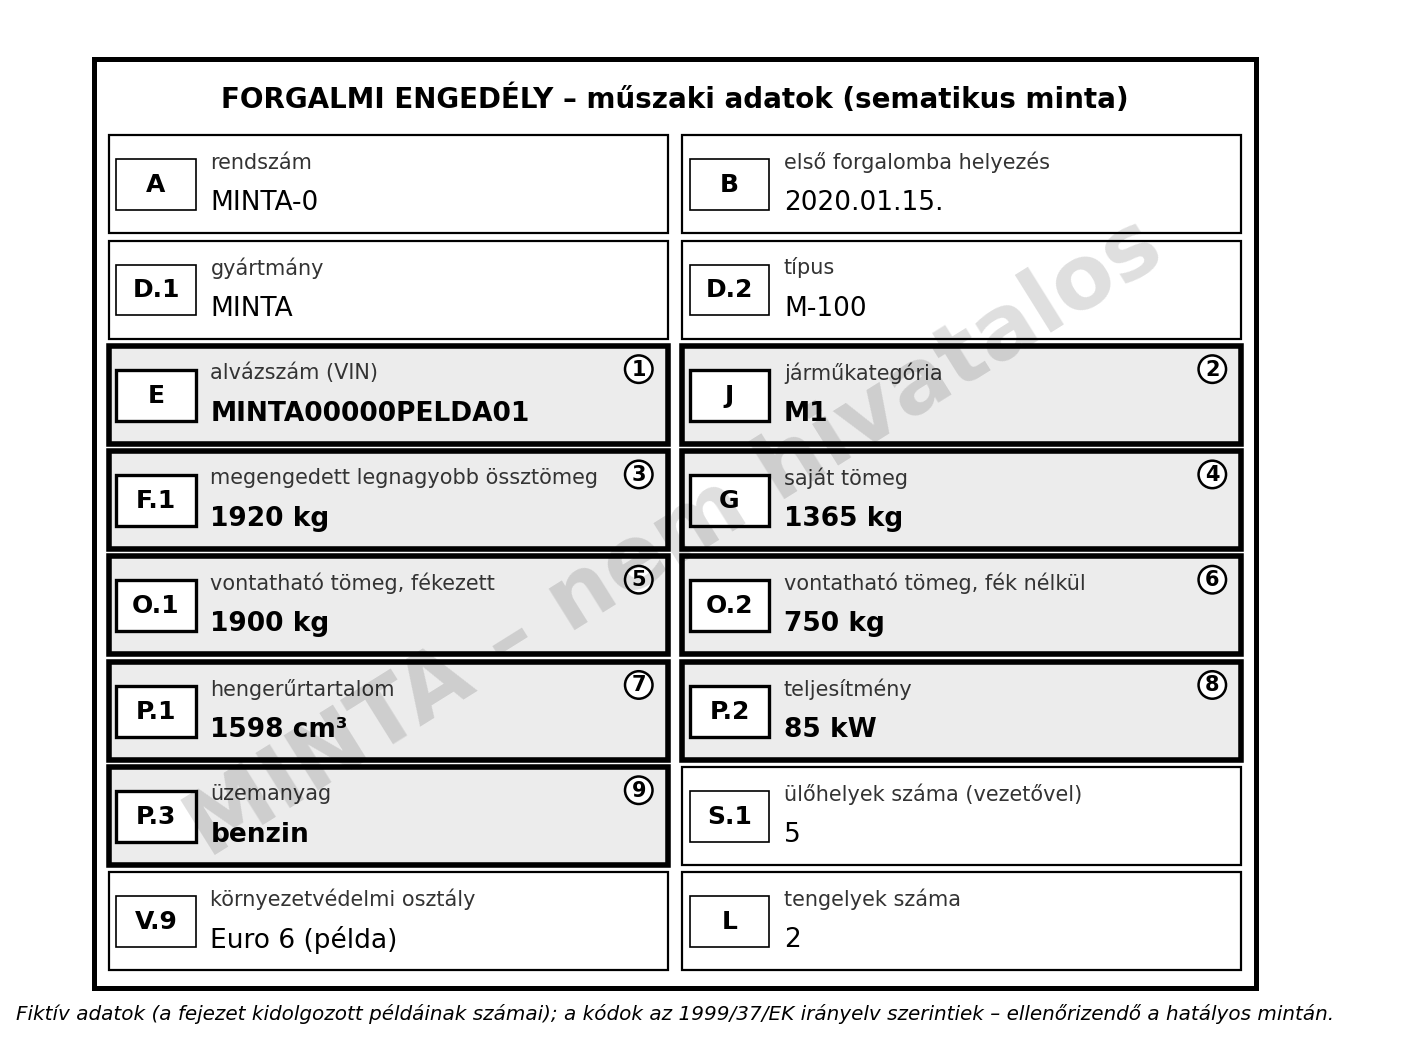 FORGALMI ENGEDÉLY – műszaki adatok (sematikus minta)
A
rendszám
MINTA-0
B
első forgalomba helyezés
2020.01.15.
D.1
gyártmány
MINTA
D.2
típus
M-100
E
alvázszám (VIN)
MINTA00000PELDA01
1
J
járműkategória
M1
2
F.1
megengedett legnagyobb össztömeg
1920 kg
3
G
saját tömeg
1365 kg
4
O.1
vontatható tömeg, fékezett
1900 kg
5
O.2
vontatható tömeg, fék nélkül
750 kg
6
P.1
hengerűrtartalom
1598 cm³
7
P.2
teljesítmény
85 kW
8
P.3
üzemanyag
benzin
9
S.1
ülőhelyek száma (vezetővel)
5
V.9
környezetvédelmi osztály
Euro 6 (példa)
L
tengelyek száma
2
MINTA – nem hivatalos
Fiktív adatok (a fejezet kidolgozott példáinak számai); a kódok az 1999/37/EK irányelv szerintiek – ellenőrizendő a hatályos mintán.